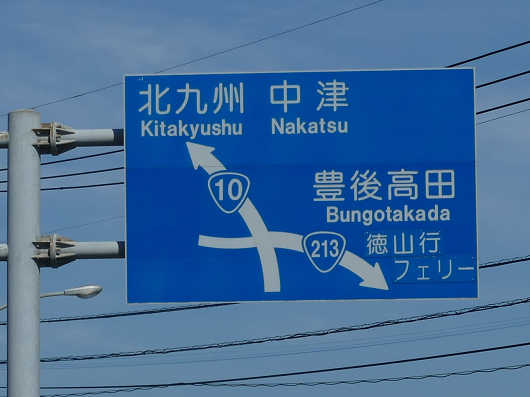 北九州 中津
Kitakyushu Nakatsu
10
豊後高田
Bungotakada
213
徳山行
フェリー